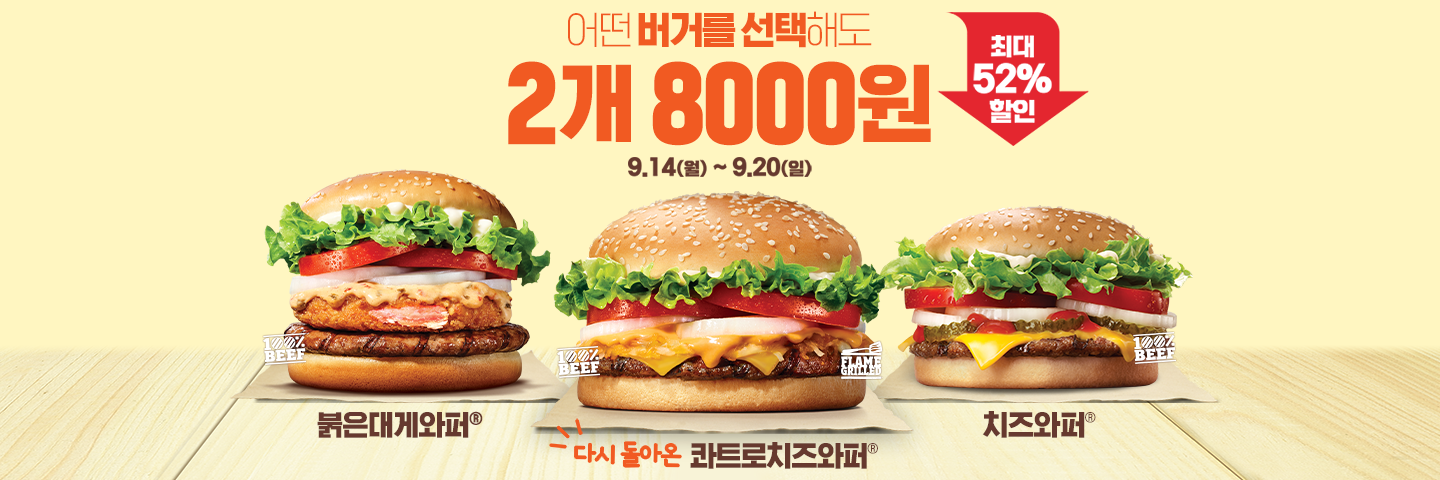 어떤 버거를 선택해도
2개 8000원
최대
52%
할인
9.14(월) ~ 9.20(일)
100%
BEEF
100%
BEEF
FLAME
GRILLED
100%
BEEF
붉은대게와퍼®
치즈와퍼®
다시 돌아온 콰트로치즈와퍼®